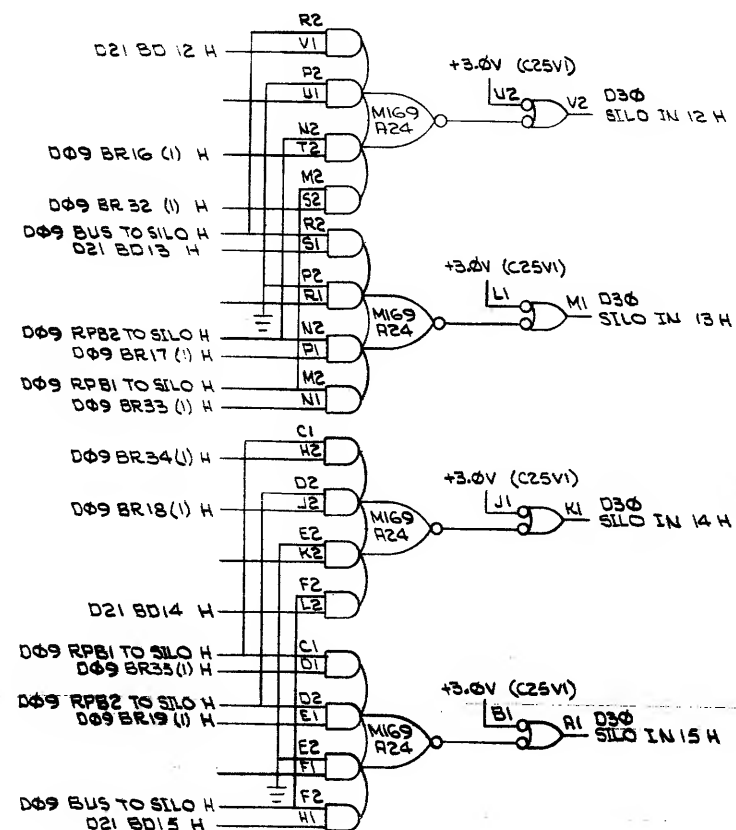 R2
D21 BD 12 H V1
+3.0V (C25V1)
P2
U1
U2
V2 D30
SILO IN 12 H
M169
A24
N2
D09 BR16 (1) H T2
M2
D09 BR 32 (1) H S2
D09 BUS TO SILO H R2
D21 BD13 H S1
+3.0V (C25V1)
P2
R1
L1
M1 D30
SILO IN 13 H
M169
A24
D09 RPB2 TO SILO H N2
D09 BR17 (1) H P1
D09 RPB1 TO SILO H M2
D09 BR33 (1) H N1
C1
D09 BR34 (1) H H2
+3.0V (C25V1)
D2
D09 BR18 (1) H J2
J1
K1 D30
SILO IN 14 H
M169
A24
E2
K2
F2
D21 BD14 H L2
D09 RPB1 TO SILO H C1
D09 BR35 (1) H D1
+3.0V (C25V1)
D09 RPB2 TO SILO H D2
D09 BR19 (1) H E1
B1
A1 D30
SILO IN 15 H
M169
A24
E2
F1
D09 BUS TO SILO H F2
D21 BD15 H H1